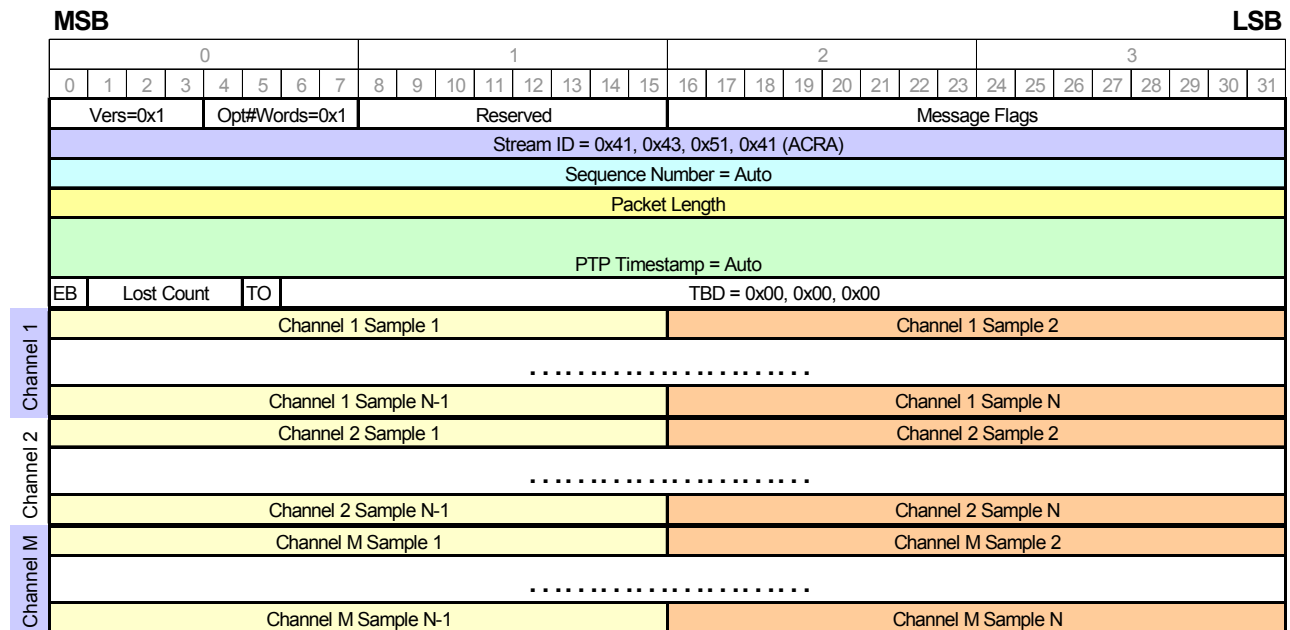 MSB LSB
0 1 2 3
0 1 2 3 4 5 6 7 8 9 10 11 12 13 14 15 16 17 18 19 20 21 22 23 24 25 26 27 28 29 30 31
Vers=0x1 Opt#Words=0x1 Reserved Message Flags
Stream ID = 0x41, 0x43, 0x51, 0x41 (ACRA)
Sequence Number = Auto
Packet Length
PTP Timestamp = Auto
EB Lost Count TO TBD = 0x00, 0x00, 0x00
Channel 1
Channel 1 Sample 1 Channel 1 Sample 2
........................
Channel 1 Sample N-1 Channel 1 Sample N
Channel 2
Channel 2 Sample 1 Channel 2 Sample 2
........................
Channel 2 Sample N-1 Channel 2 Sample N
Channel M
Channel M Sample 1 Channel M Sample 2
........................
Channel M Sample N-1 Channel M Sample N